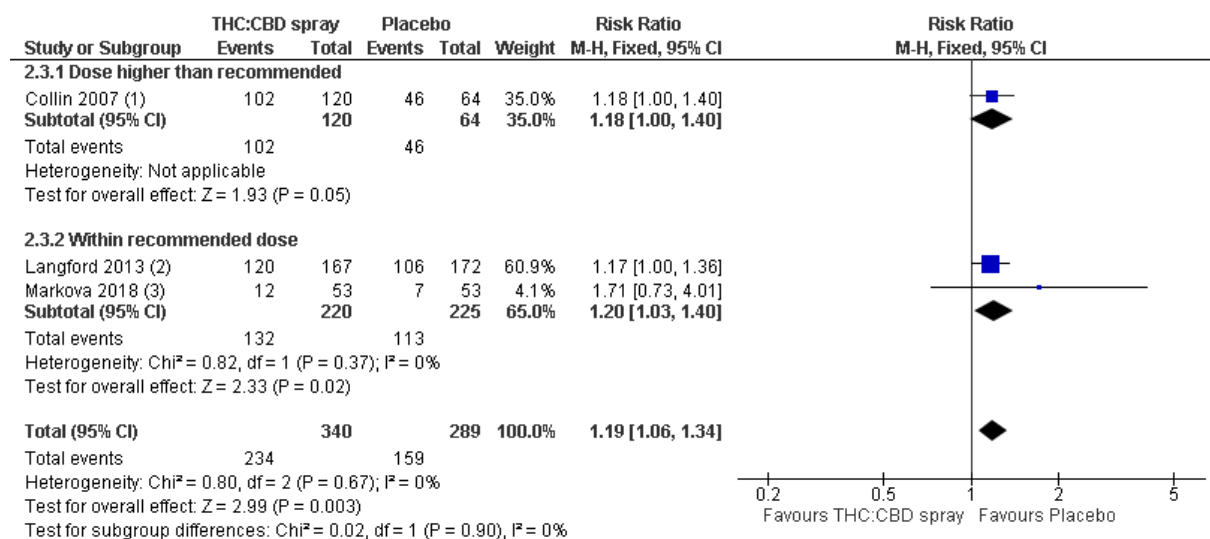 THC:CBD spray Placebo Risk Ratio Risk Ratio
Study or Subgroup Events Total Events Total Weight M-H, Fixed, 95% CI M-H, Fixed, 95% CI
2.3.1 Dose higher than recommended
Collin 2007 (1) 102 120 46 64 35.0% 1.18 [1.00, 1.40]
Subtotal (95% CI) 120 64 35.0% 1.18 [1.00, 1.40]
Total events 102 46
Heterogeneity: Not applicable
Test for overall effect: Z = 1.93 (P = 0.05)
2.3.2 Within recommended dose
Langford 2013 (2) 120 167 106 172 60.9% 1.17 [1.00, 1.36]
Markova 2018 (3) 12 53 7 53 4.1% 1.71 [0.73, 4.01]
Subtotal (95% CI) 220 225 65.0% 1.20 [1.03, 1.40]
Total events 132 113
Heterogeneity: Chi² = 0.82, df = 1 (P = 0.37); I² = 0%
Test for overall effect: Z = 2.33 (P = 0.02)
Total (95% CI) 340 289 100.0% 1.19 [1.06, 1.34]
Total events 234 159
Heterogeneity: Chi² = 0.80, df = 2 (P = 0.67); I² = 0%
Test for overall effect: Z = 2.99 (P = 0.003)
Test for subgroup differences: Chi² = 0.02, df = 1 (P = 0.90), I² = 0%
0.2 0.5 1 2 5
Favours THC:CBD spray Favours Placebo